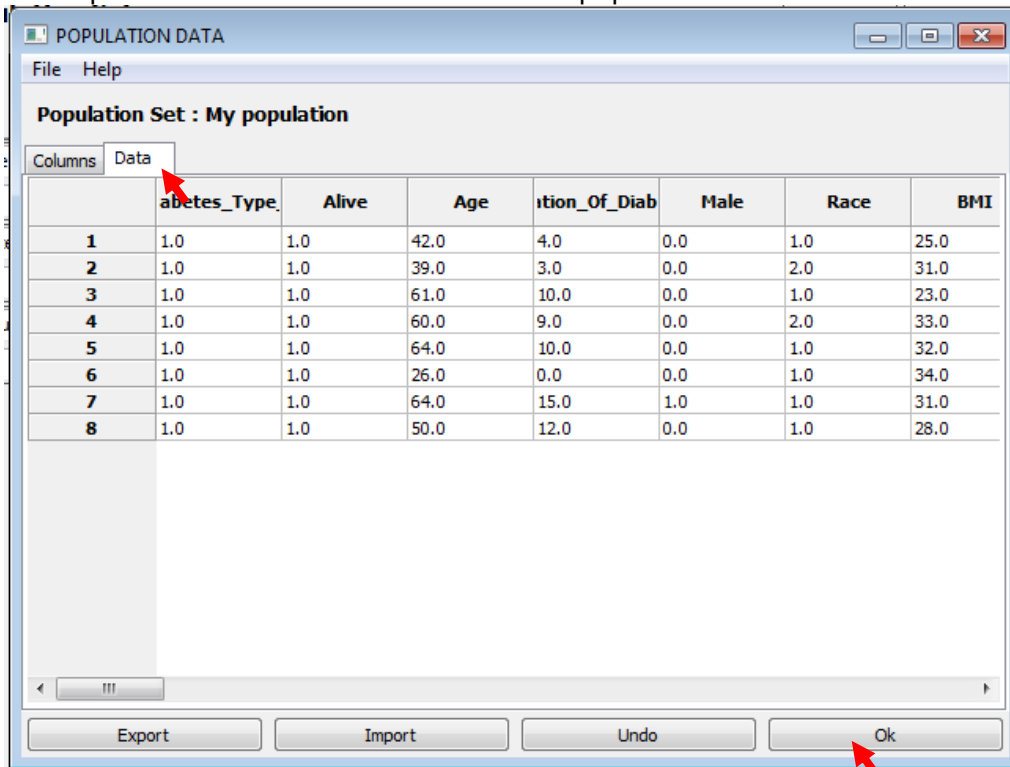 POPULATION DATA
File Help
Population Set : My population
Columns Data
abetes_Type_ Alive Age ation_Of_Diab Male Race BMI
1 1.0 1.0 42.0 4.0 0.0 1.0 25.0
2 1.0 1.0 39.0 3.0 0.0 2.0 31.0
3 1.0 1.0 61.0 10.0 0.0 1.0 23.0
4 1.0 1.0 60.0 9.0 0.0 2.0 33.0
5 1.0 1.0 64.0 10.0 0.0 1.0 32.0
6 1.0 1.0 26.0 0.0 0.0 1.0 34.0
7 1.0 1.0 64.0 15.0 1.0 1.0 31.0
8 1.0 1.0 50.0 12.0 0.0 1.0 28.0
Export Import Undo Ok